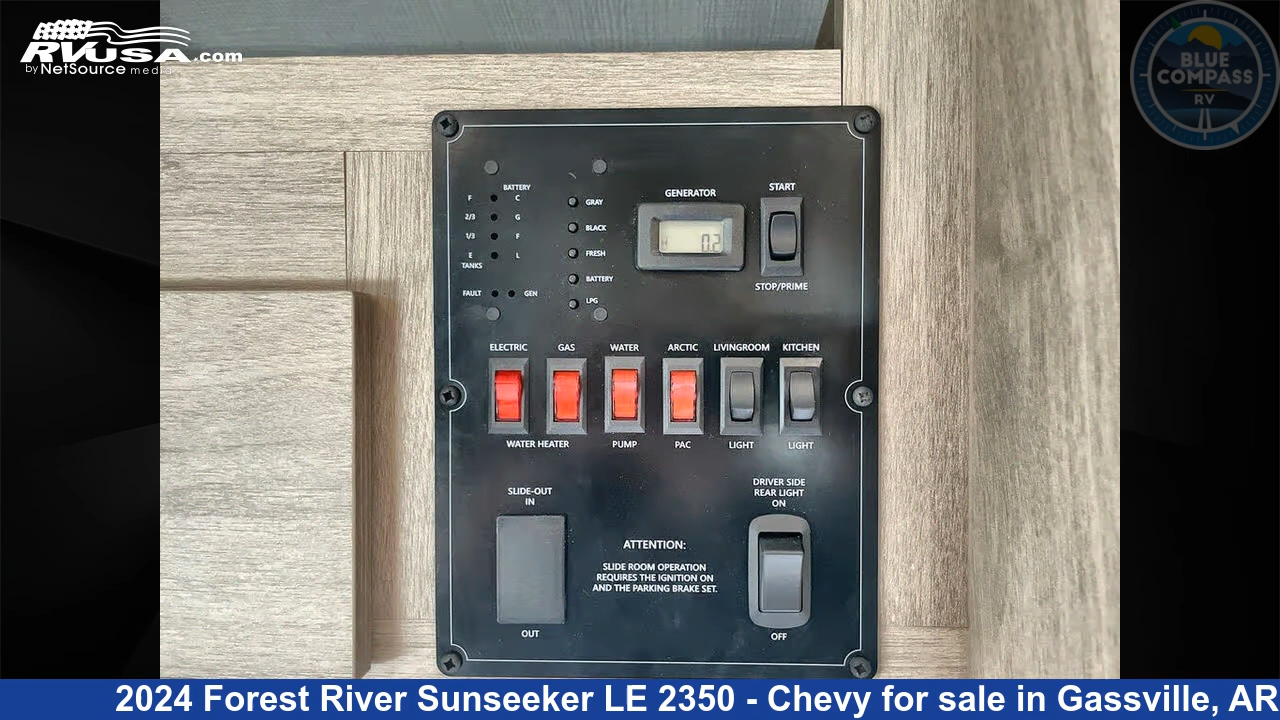 RVUSA.com
by NetSource media
BLUE
COMPASS
RV
BATTERY
F C
2/3 G
1/3 F
E L
TANKS
FAULT GEN
GRAY
BLACK
FRESH
BATTERY
LPG
GENERATOR
H 0.2
START
STOP/PRIME
ELECTRIC GAS WATER ARCTIC LIVINGROOM KITCHEN
WATER HEATER PUMP PAC LIGHT LIGHT
SLIDE-OUT
IN
OUT
ATTENTION:
SLIDE ROOM OPERATION
REQUIRES THE IGNITION ON
AND THE PARKING BRAKE SET.
DRIVER SIDE
REAR LIGHT
ON
OFF
2024 Forest River Sunseeker LE 2350 - Chevy for sale in Gassville, AR